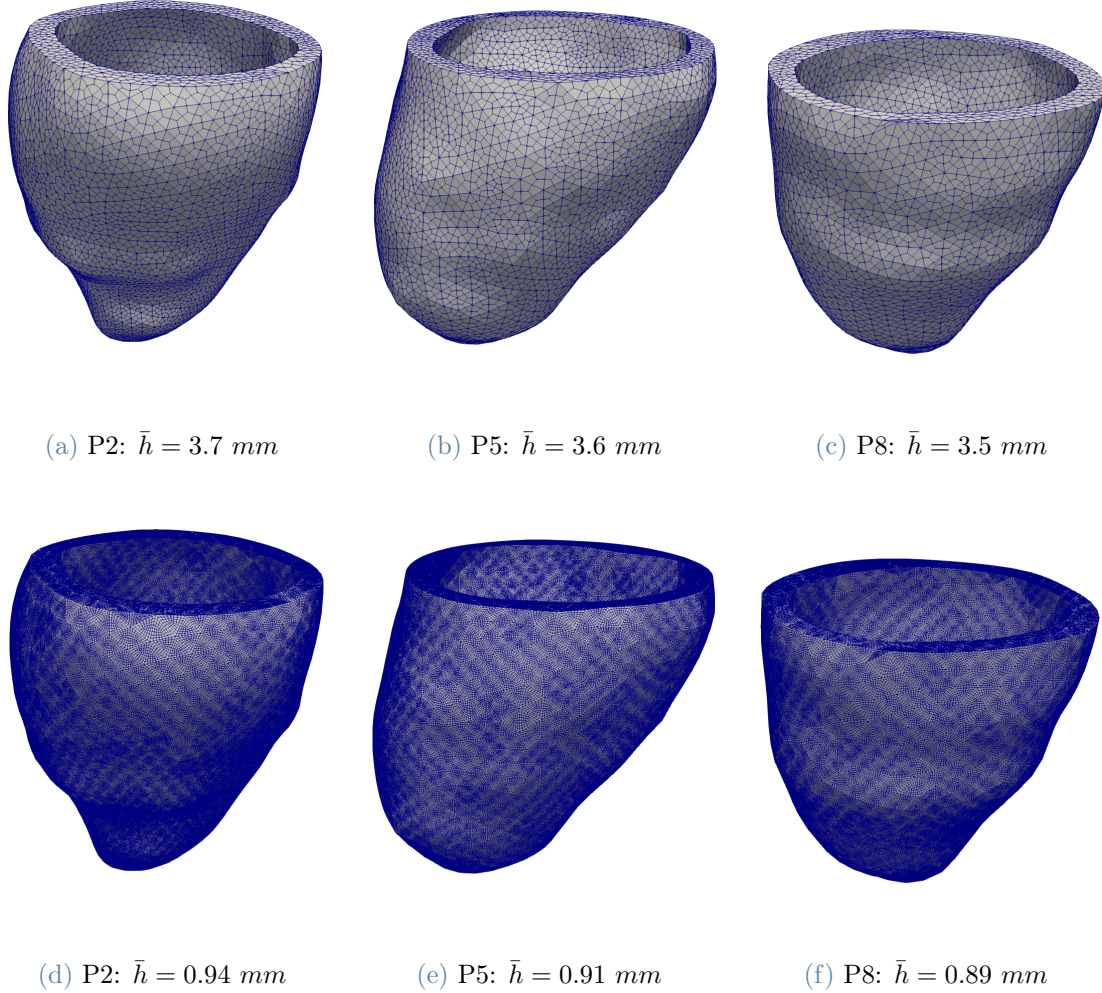 (a) P2: h̄ = 3.7 mm
(b) P5: h̄ = 3.6 mm
(c) P8: h̄ = 3.5 mm
(d) P2: h̄ = 0.94 mm
(e) P5: h̄ = 0.91 mm
(f) P8: h̄ = 0.89 mm